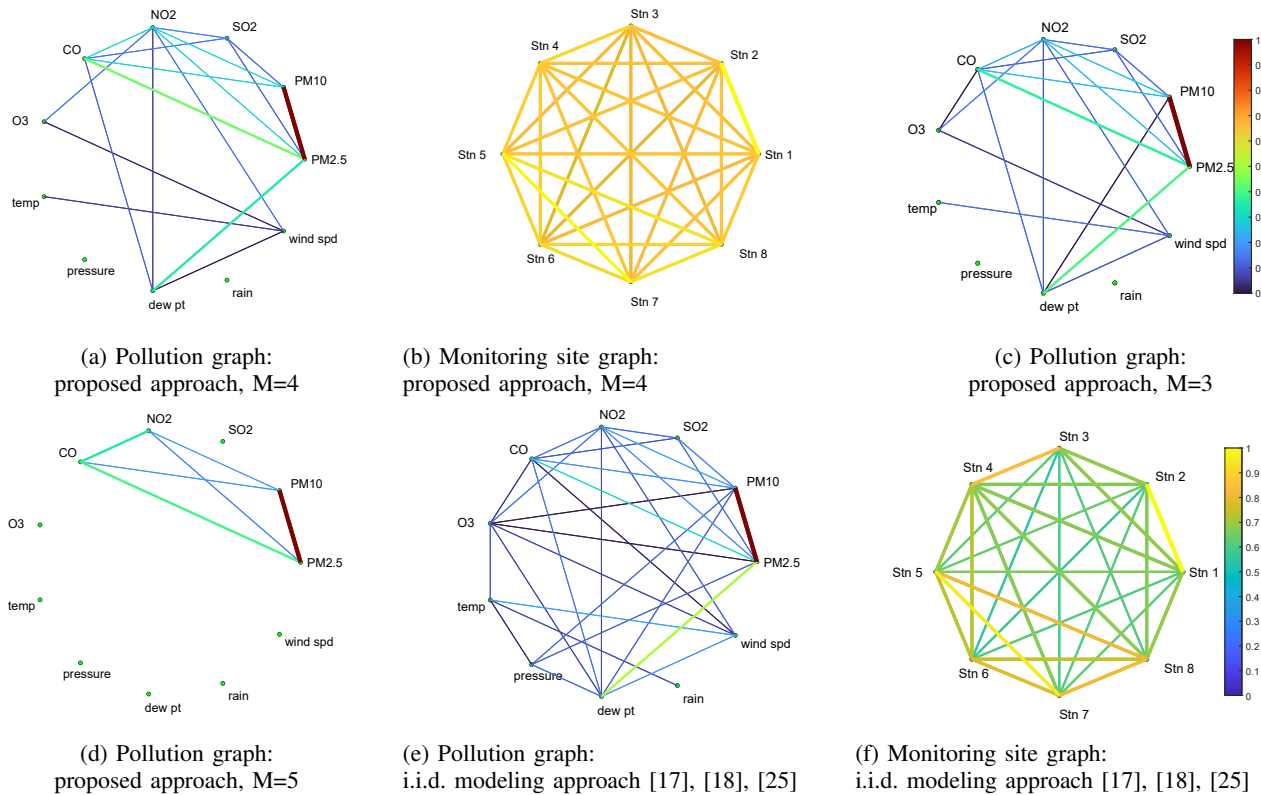 NO2
SO2
CO
PM10
O3
PM2.5
temp
wind spd
pressure
rain
dew pt
(a) Pollution graph:
proposed approach, M=4
Stn 3
Stn 4
Stn 2
Stn 5
Stn 1
Stn 6
Stn 8
Stn 7
(b) Monitoring site graph:
proposed approach, M=4
NO2
SO2
CO
PM10
O3
PM2.5
temp
wind spd
pressure
rain
dew pt
1
1
1
1
1
0
0
0
0
0
0
(c) Pollution graph:
proposed approach, M=3
NO2
SO2
CO
PM10
O3
PM2.5
temp
wind spd
pressure
rain
dew pt
(d) Pollution graph:
proposed approach, M=5
NO2
SO2
CO
PM10
O3
PM2.5
temp
wind spd
pressure
rain
dew pt
(e) Pollution graph:
i.i.d. modeling approach [17], [18], [25]
Stn 3
Stn 4
Stn 2
Stn 5
Stn 1
Stn 6
Stn 8
Stn 7
1
0.9
0.8
0.7
0.6
0.5
0.4
0.3
0.2
0.1
0
(f) Monitoring site graph:
i.i.d. modeling approach [17], [18], [25]